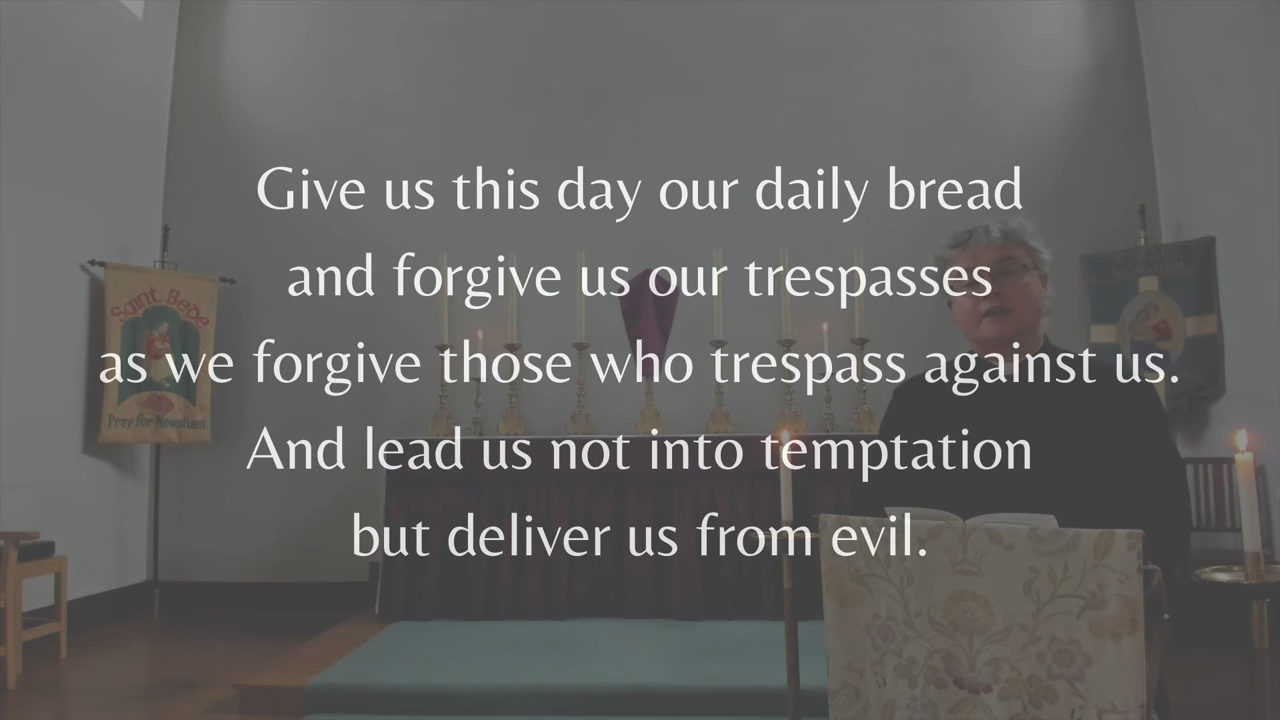 Give us this day our daily bread
and forgive us our trespasses
as we forgive those who trespass against us.
And lead us not into temptation
but deliver us from evil.
Saint Bede
Pray for Newsham